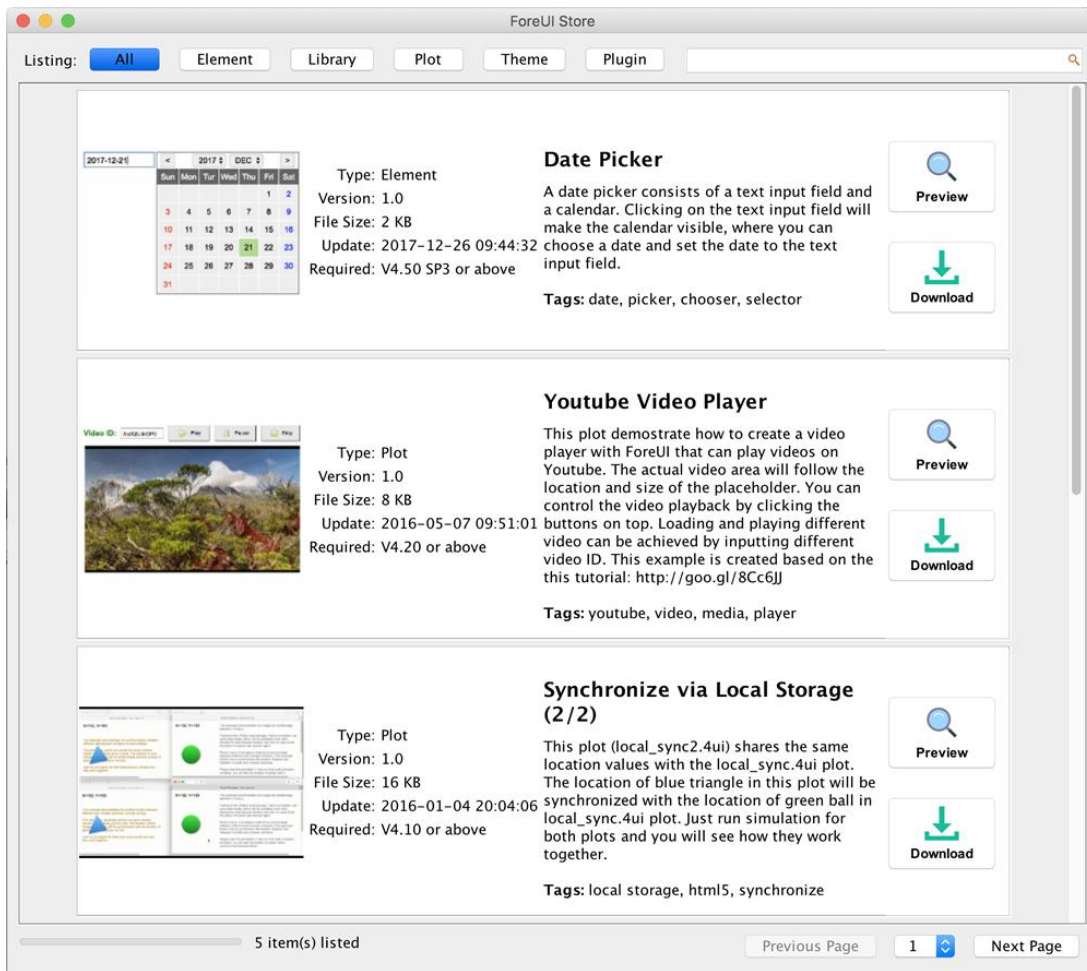 ForeUI Store
Listing: All Element Library Plot Theme Plugin
2017-12-21 < 2017 DEC >
Sun Mon Tur Wed Thu Fri Sat
1 2
3 4 5 6 7 8 9
10 11 12 13 14 15 16
17 18 19 20 21 22 23
24 25 26 27 28 29 30
31
Type: Element
Version: 1.0
File Size: 2 KB
Update: 2017-12-26 09:44:32
Required: V4.50 SP3 or above
Date Picker
A date picker consists of a text input field and
a calendar. Clicking on the text input field will
make the calendar visible, where you can
choose a date and set the date to the text
input field.
Tags: date, picker, chooser, selector
Preview
Download
Video ID:
Play
Pause
Stop
Type: Plot
Version: 1.0
File Size: 8 KB
Update: 2016-05-07 09:51:01
Required: V4.20 or above
Youtube Video Player
This plot demostrate how to create a video
player with ForeUI that can play videos on
Youtube. The actual video area will follow the
location and size of the placeholder. You can
control the video playback by clicking the
buttons on top. Loading and playing different
video can be achieved by inputting different
video ID. This example is created based on the
this tutorial: http://goo.gl/8Cc6JJ
Tags: youtube, video, media, player
Preview
Download
Type: Plot
Version: 1.0
File Size: 16 KB
Update: 2016-01-04 20:04:06
Required: V4.10 or above
Synchronize via Local Storage
(2/2)
This plot (local_sync2.4ui) shares the same
location values with the local_sync.4ui plot.
The location of blue triangle in this plot will be
synchronized with the location of green ball in
local_sync.4ui plot. Just run simulation for
both plots and you will see how they work
together.
Tags: local storage, html5, synchronize
Preview
Download
5 item(s) listed
Previous Page 1 Next Page